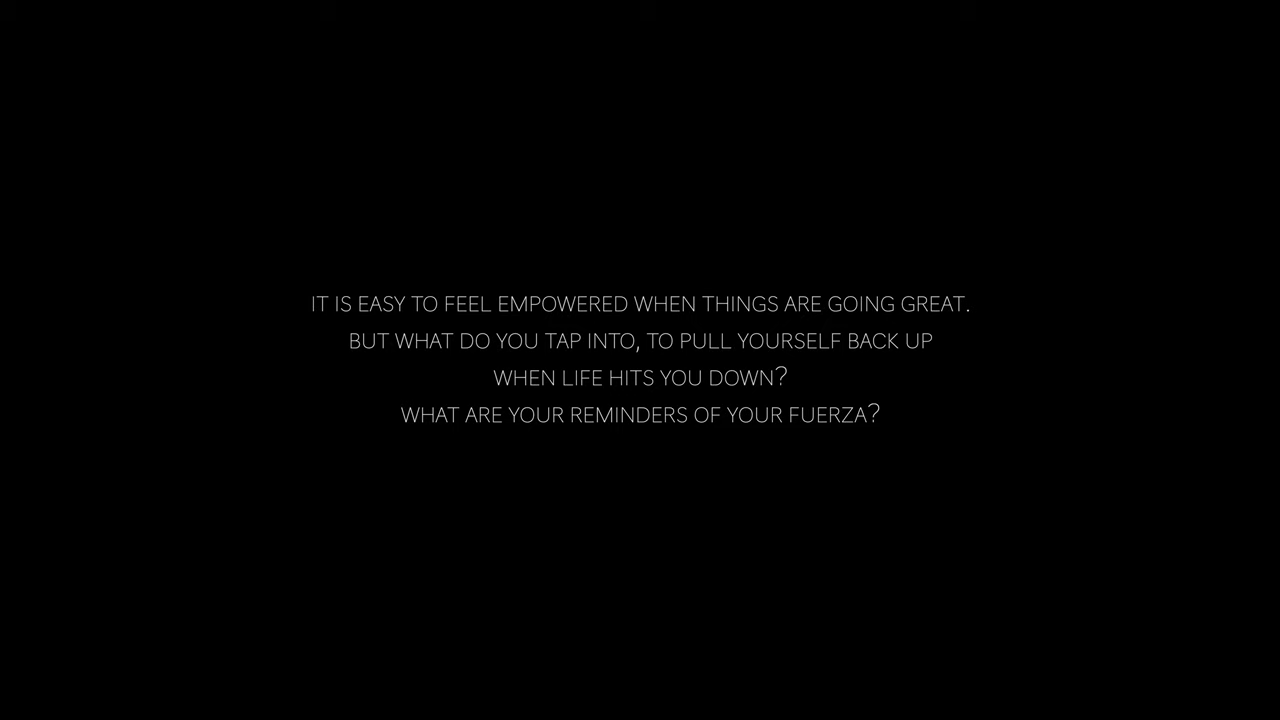 IT IS EASY TO FEEL EMPOWERED WHEN THINGS ARE GOING GREAT.
BUT WHAT DO YOU TAP INTO, TO PULL YOURSELF BACK UP
WHEN LIFE HITS YOU DOWN?
WHAT ARE YOUR REMINDERS OF YOUR FUERZA?